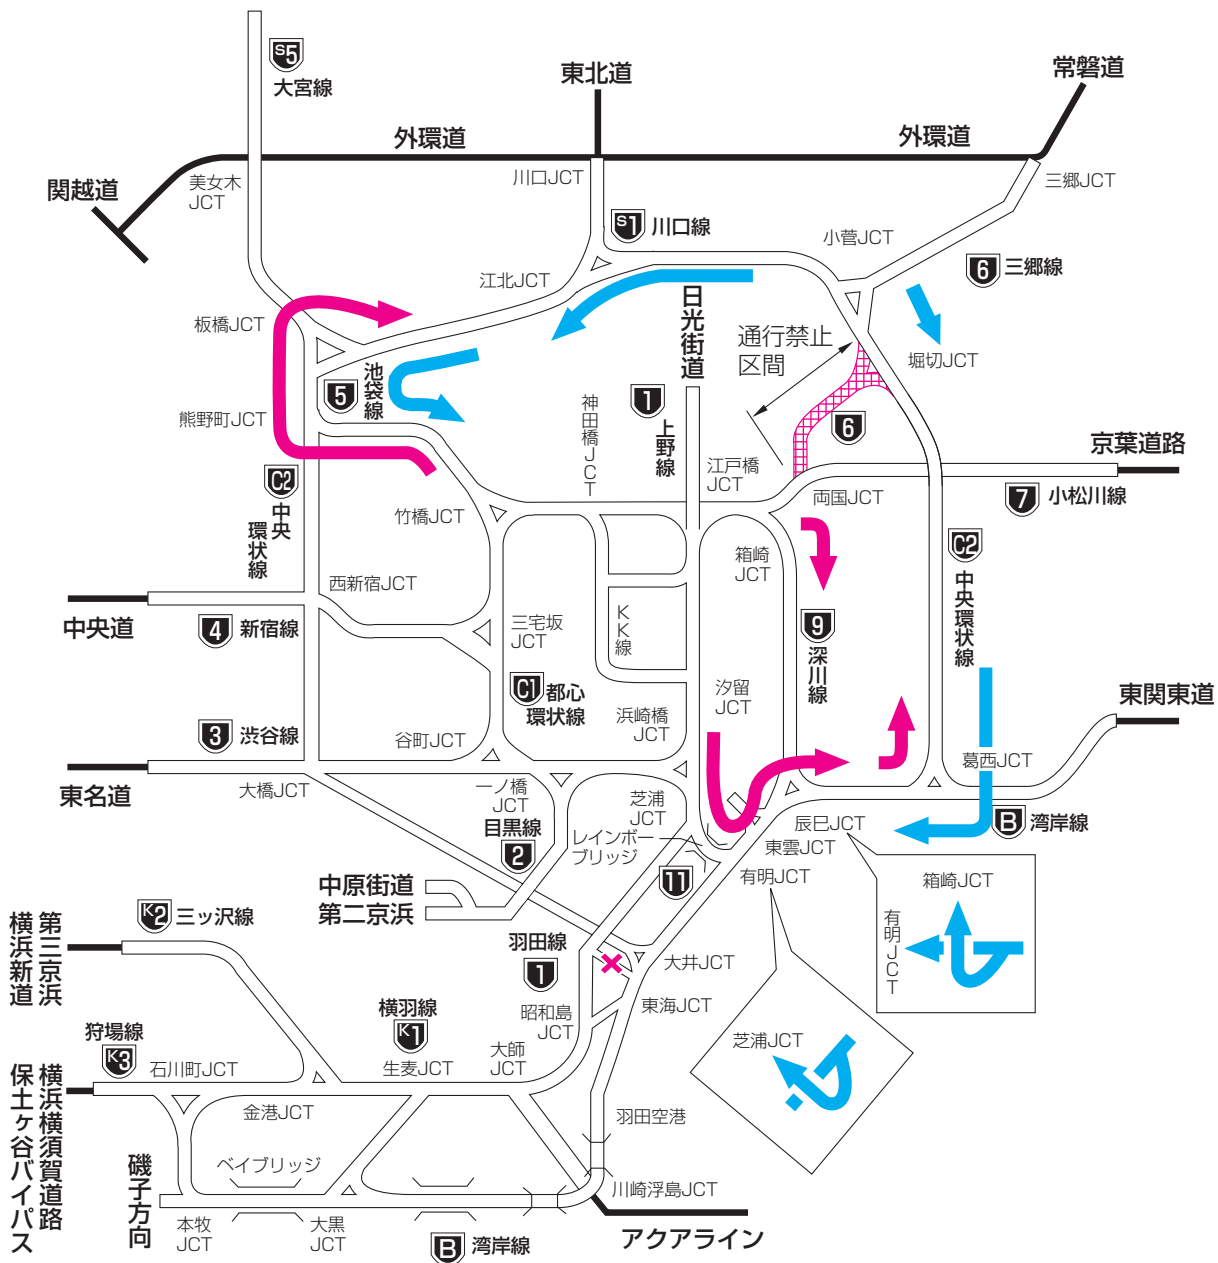 S5
大宮線
東北道
常磐道
外環道
外環道
関越道
美女木
JCT
川口JCT
三郷JCT
S1
川口線
小菅JCT
6
三郷線
江北JCT
日光街道
板橋JCT
通行禁止
区間
堀切JCT
5
池袋線
神田橋JCT
1
上野線
6
熊野町JCT
江戸橋
JCT
京葉道路
C2
中央
環状線
竹橋JCT
両国JCT
7
小松川線
箱崎
JCT
C2
中央環状線
西新宿JCT
中央道
4
新宿線
三宅坂
JCT
KK線
9
深川線
C1
都心
環状線
汐留
JCT
東関東道
3
渋谷線
谷町JCT
浜崎橋
JCT
葛西JCT
東名道
大橋JCT
一ノ橋
JCT
芝浦
JCT
目黒線
2
レインボー
ブリッジ
辰巳JCT
B
湾岸線
東雲JCT
有明JCT
11
中原街道
第二京浜
箱崎JCT
有明JCT
K2
三ッ沢線
第三京浜
横浜新道
羽田線
1
大井JCT
昭和島
JCT
東海JCT
横羽線
K1
狩場線
K3
石川町JCT
生麦JCT
大師
JCT
芝浦JCT
横浜横須賀道路
保土ヶ谷バイパス
金港JCT
羽田空港
磯子方向
ベイブリッジ
川崎浮島JCT
本牧
JCT
大黒
JCT
B
湾岸線
アクアライン